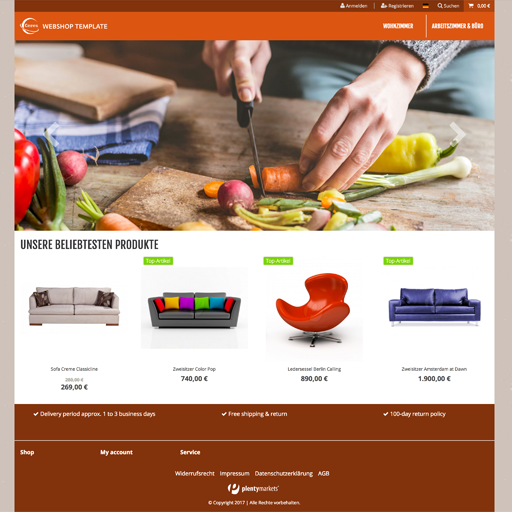 Anmelden | Registrieren Suchen 0,00 €
Ceres WEBSHOP TEMPLATE
WOHNZIMMER ARBEITSZIMMER & BÜRO
UNSERE BELIEBTESTEN PRODUKTE
Top-Artikel Top-Artikel Top-Artikel
Sofa Creme Classicline Zweisitzer Color Pop Ledersessel Berlin Calling Zweisitzer Amsterdam at Dawn
269,00 € 740,00 € 890,00 € 1.900,00 €
Delivery period approx. 1 to 3 business days Free shipping & return 100-day return policy
Shop My account Service
Widerrufsrecht Impressum Datenschutzerklärung AGB
plentymarkets
© Copyright 2017 | Alle Rechte vorbehalten.